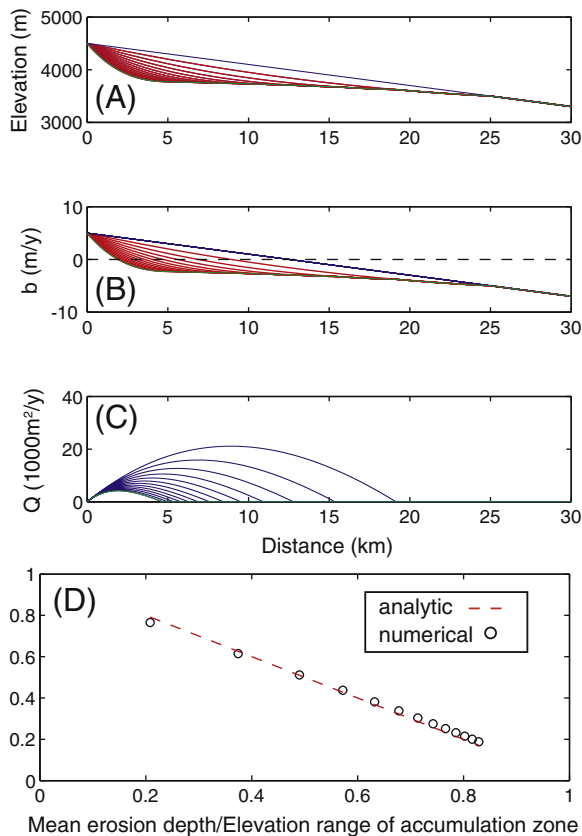 5000
4000
3000
Elevation (m)
(A)
0 5 10 15 20 25 30
10
0
-10
b (m/y)
(B)
0 5 10 15 20 25 30
40
20
0
Q (1000m²/y)
(C)
0 5 10 15 20 25 30
Distance (km)
1
0.8
0.6
0.4
0.2
(D)
analytic
numerical
0 0.2 0.4 0.6 0.8 1
Mean erosion depth/Elevation range of accumulation zone